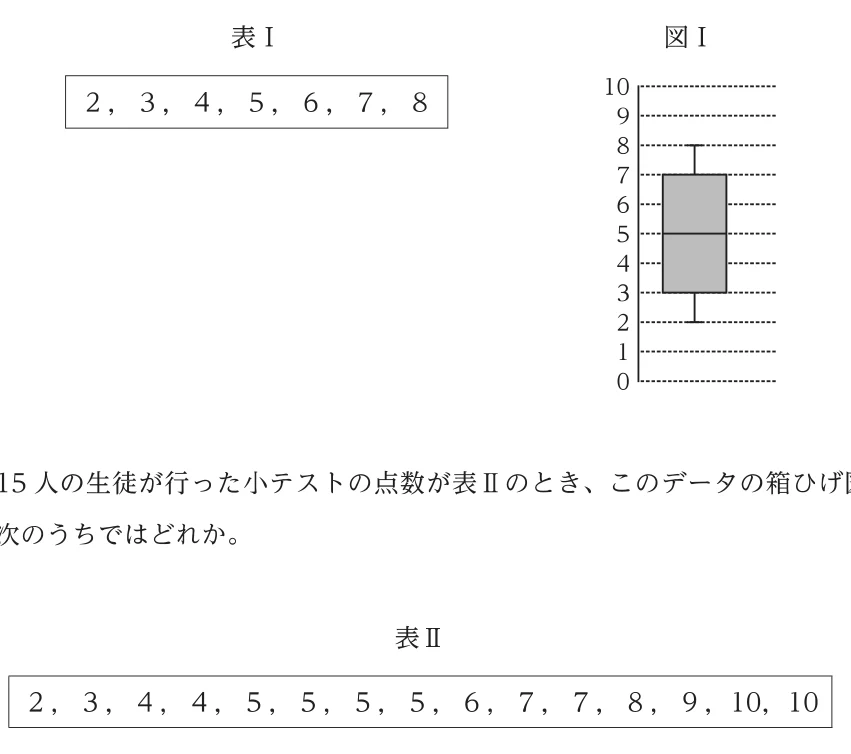 表Ⅰ
図Ⅰ
2, 3, 4, 5, 6, 7, 8
10
9
8
7
6
5
4
3
2
1
0
15 人の生徒が行った小テストの点数が表Ⅱのとき、このデータの箱ひげ
次のうちではどれか。
表Ⅱ
2, 3, 4, 4, 5, 5, 5, 5, 6, 7, 7, 8, 9, 10, 10